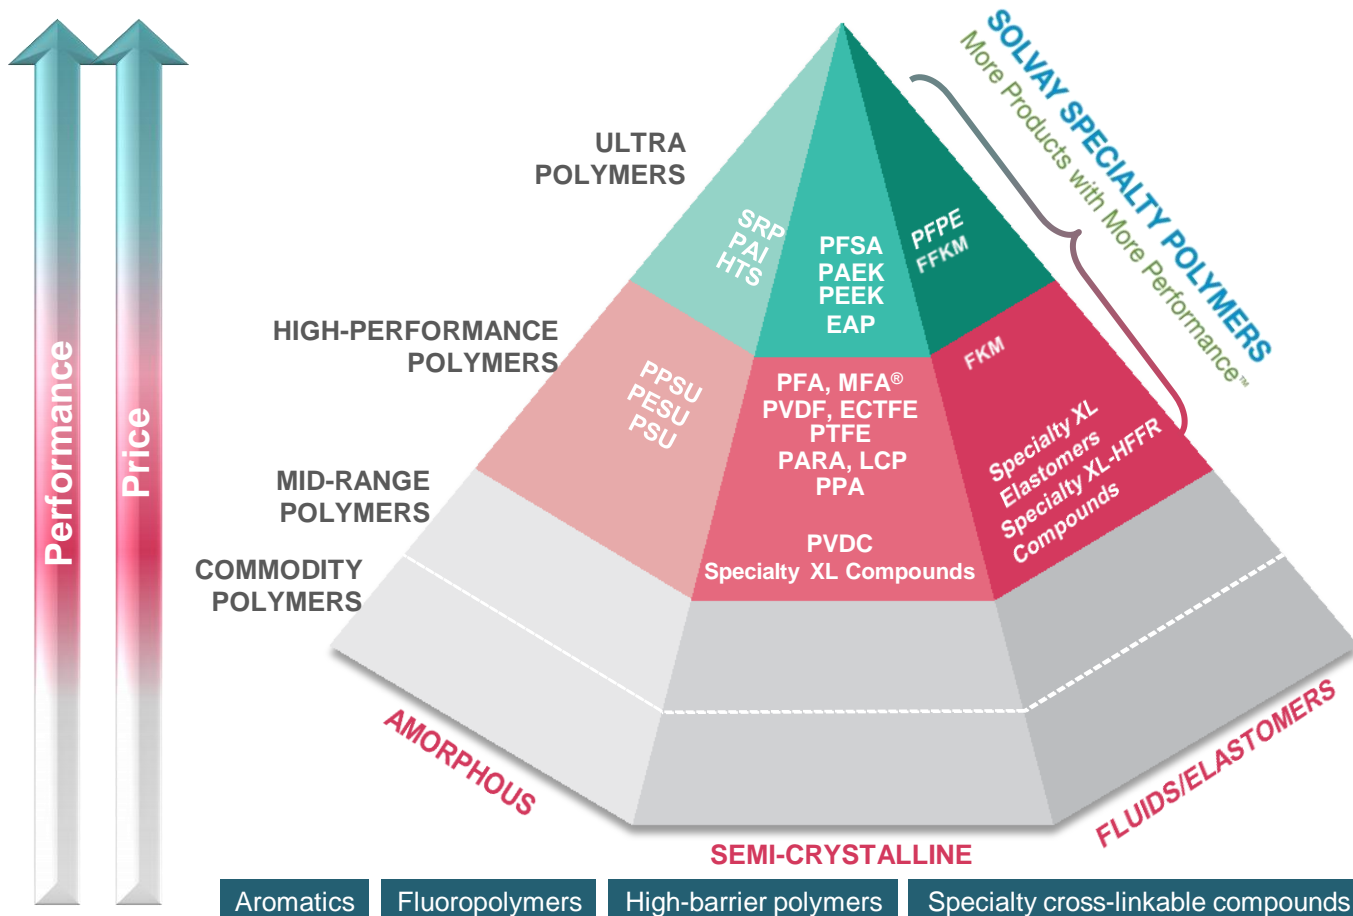 SOLVAY SPECIALTY POLYMERS
More Products with More Performance™
ULTRA
POLYMERS
SRP
PAI
HTS
PFSA
PAEK
PEEK
EAP
PFPE
FFKM
HIGH-PERFORMANCE
POLYMERS
PPSU
PESU
PSU
PFA, MFA®
PVDF, ECTFE
PTFE
PARA, LCP
PPA
PVDC
Specialty XL Compounds
FKM
Specialty XL
Elastomers
Specialty XL-HFFR
Compounds
MID-RANGE
POLYMERS
COMMODITY
POLYMERS
Performance
Price
AMORPHOUS
SEMI-CRYSTALLINE
FLUIDS/ELASTOMERS
Aromatics
Fluoropolymers
High-barrier polymers
Specialty cross-linkable compounds